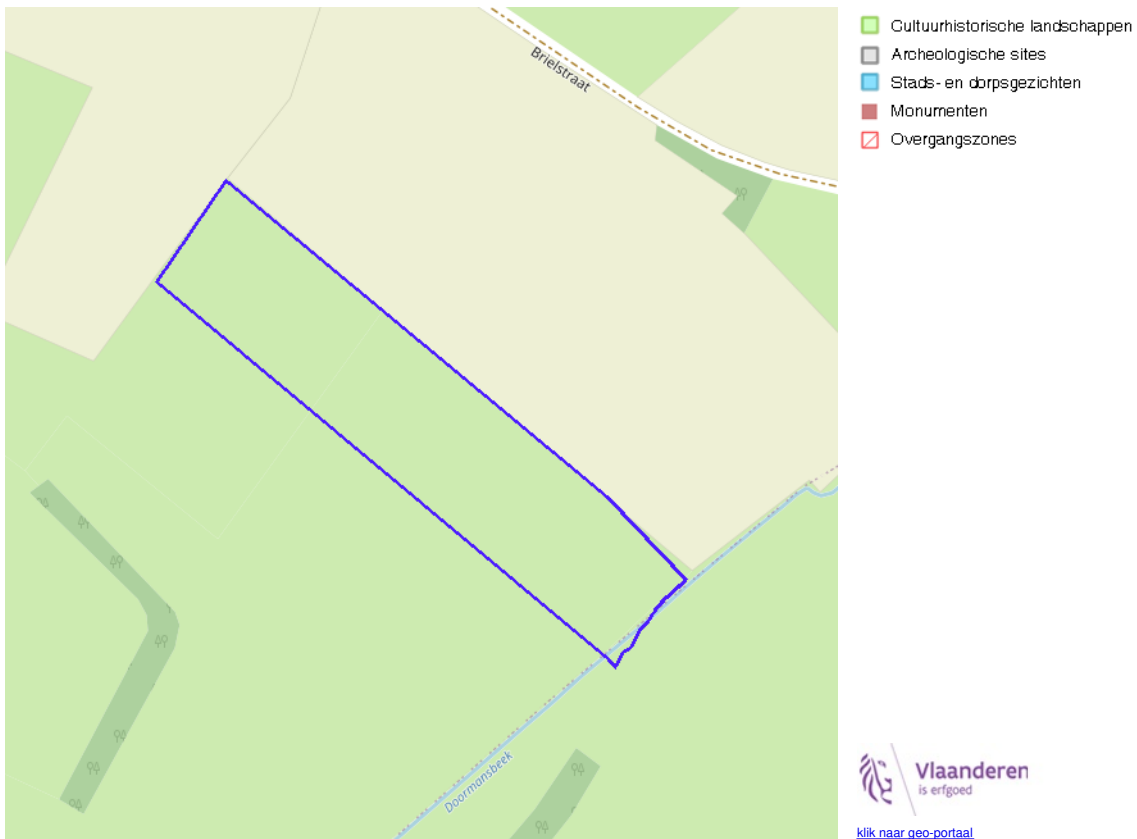 Brielstraat
Doormansbeek
Cultuurhistorische landschappen
Archeologische sites
Stads- en dorpsgezichten
Monumenten
Overgangszones
Vlaanderen
is erfgoed
klik naar geo-portaal